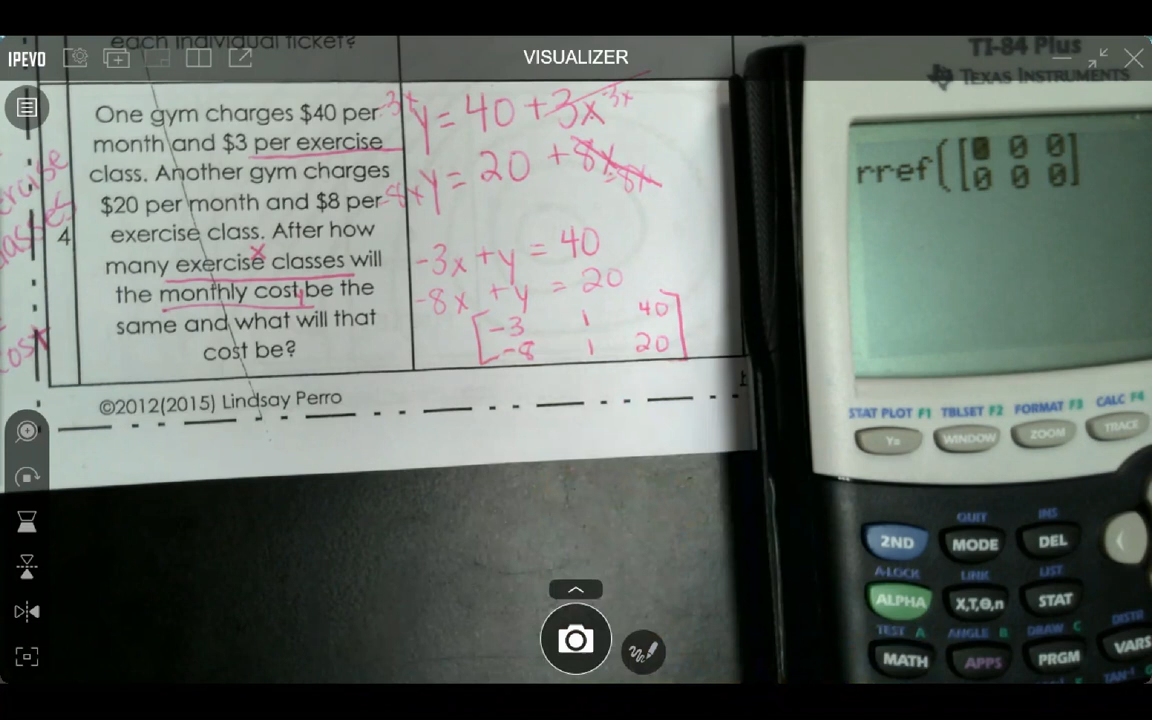 each individual ticket?
IPEVO
VISUALIZER
TI-84 Plus
TEXAS INSTRUMENTS
4
One gym charges $40 per
month and $3 per exercise
class. Another gym charges
$20 per month and $8 per
exercise class. After how
many exercise classes will
the monthly cost be the
same and what will that
cost be?
x
-3x y = 40 + 3x -3x
-8x y = 20 + 8x -8x
-3x + y = 40
-8x + y = 20
-3 1 40
-8 1 20
cost
©2012(2015) Lindsay Perro
rref([[0 0 0]
[0 0 0]
STAT PLOT F1 TBLSET F2 FORMAT F3 CALC F4
Y= WINDOW ZOOM TRACE
QUIT INS
2ND MODE DEL
A-LOCK LINK LIST
ALPHA X,T,θ,n STAT
TEST A ANGLE B DRAW C DISTR
MATH APPS PRGM VARS